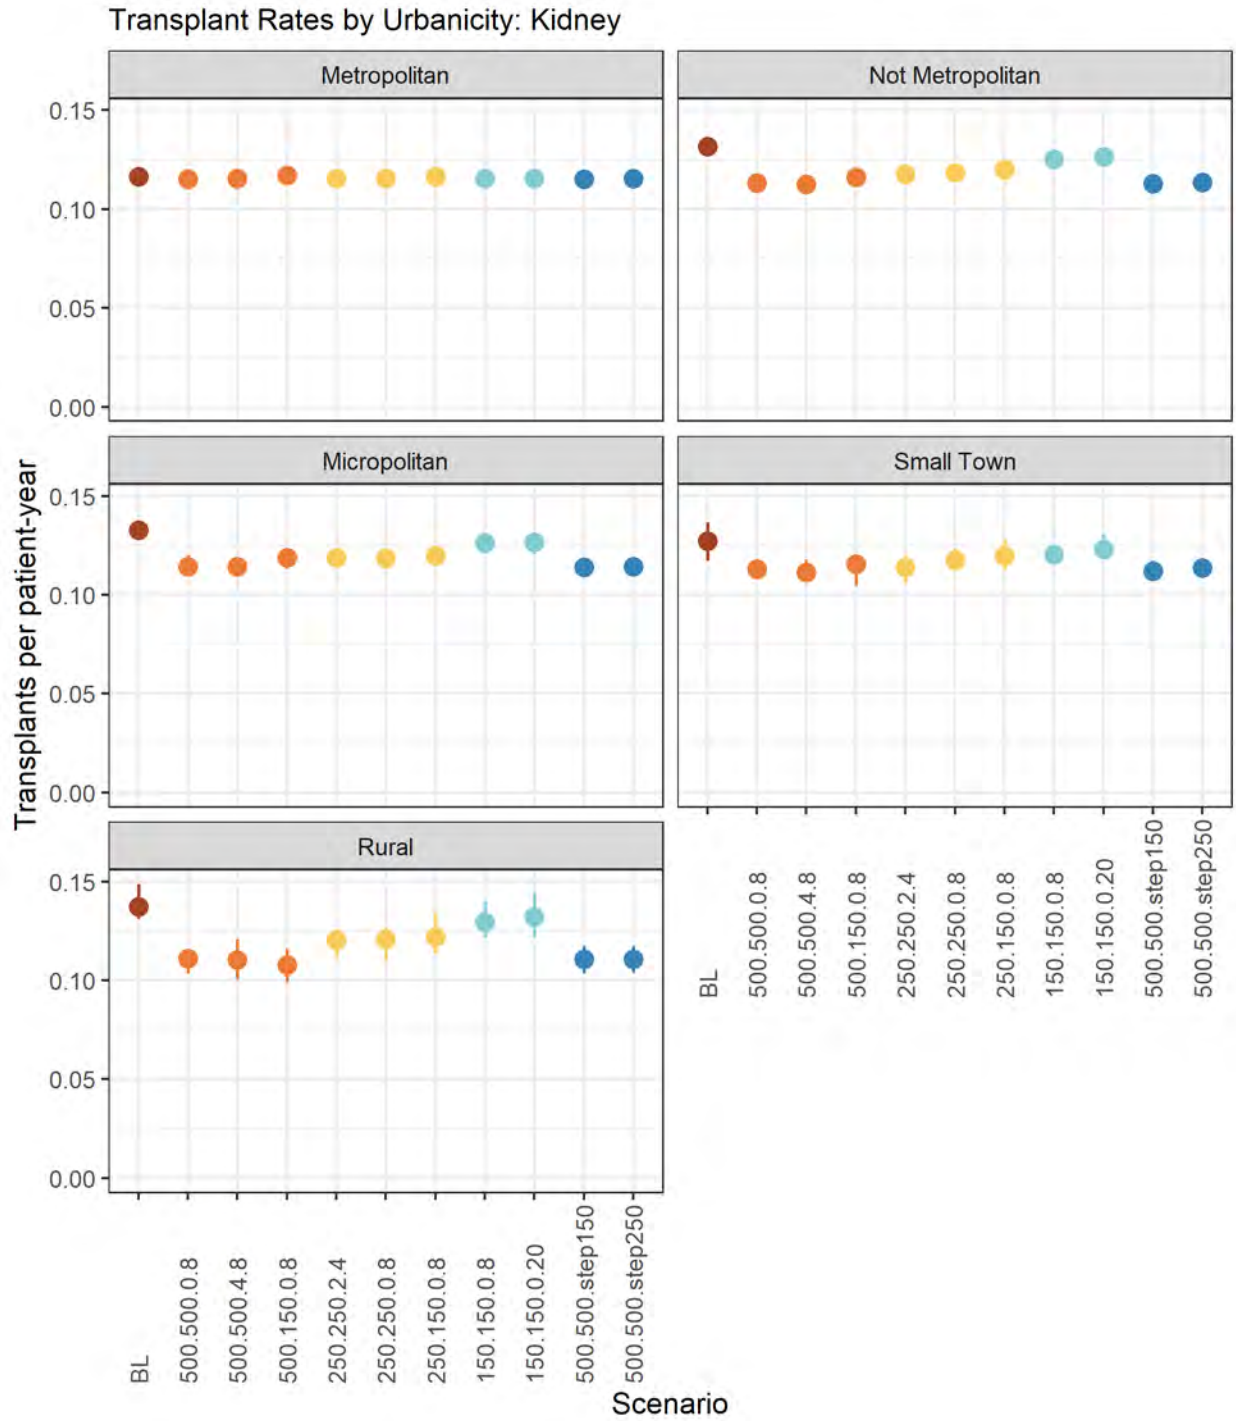 Transplant Rates by Urbanicity: Kidney
Metropolitan
Not Metropolitan
0.15
0.10
0.05
0.00
Micropolitan
Small Town
0.15
0.10
0.05
0.00
Transplants per patient-year
Rural
0.15
0.10
0.05
0.00
BL
500.500.0.8
500.500.4.8
500.150.0.8
250.250.2.4
250.250.0.8
250.150.0.8
150.150.0.8
150.150.0.20
500.500.step150
500.500.step250
BL
500.500.0.8
500.500.4.8
500.150.0.8
250.250.2.4
250.250.0.8
250.150.0.8
150.150.0.8
150.150.0.20
500.500.step150
500.500.step250
Scenario